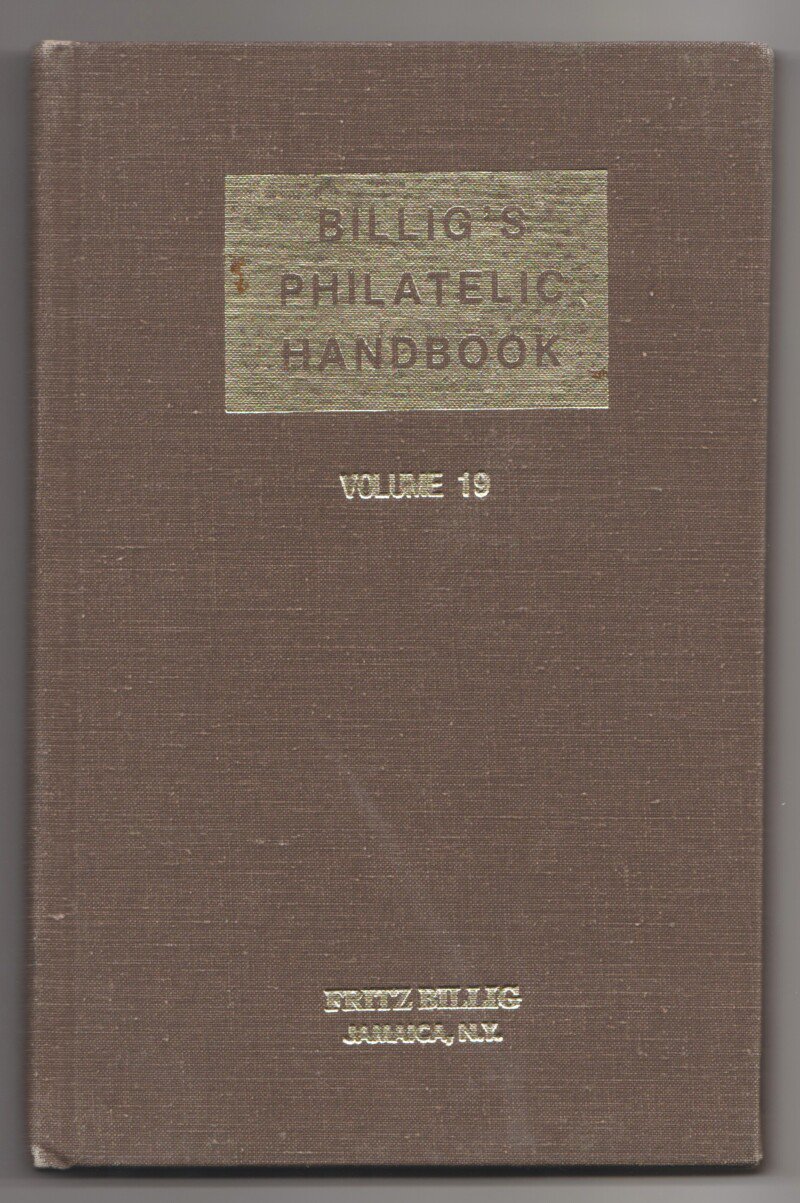 BILLIG'S
PHILATELIC
HANDBOOK
VOLUME 19
FRITZ BILLIG
JAMAICA, N.Y.